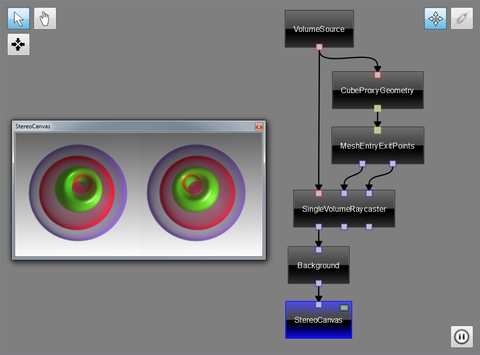 VolumeSource
CubeProxyGeometry
MeshEntryExitPoints
StereoCanvas
SingleVolumeRaycaster
Background
StereoCanvas